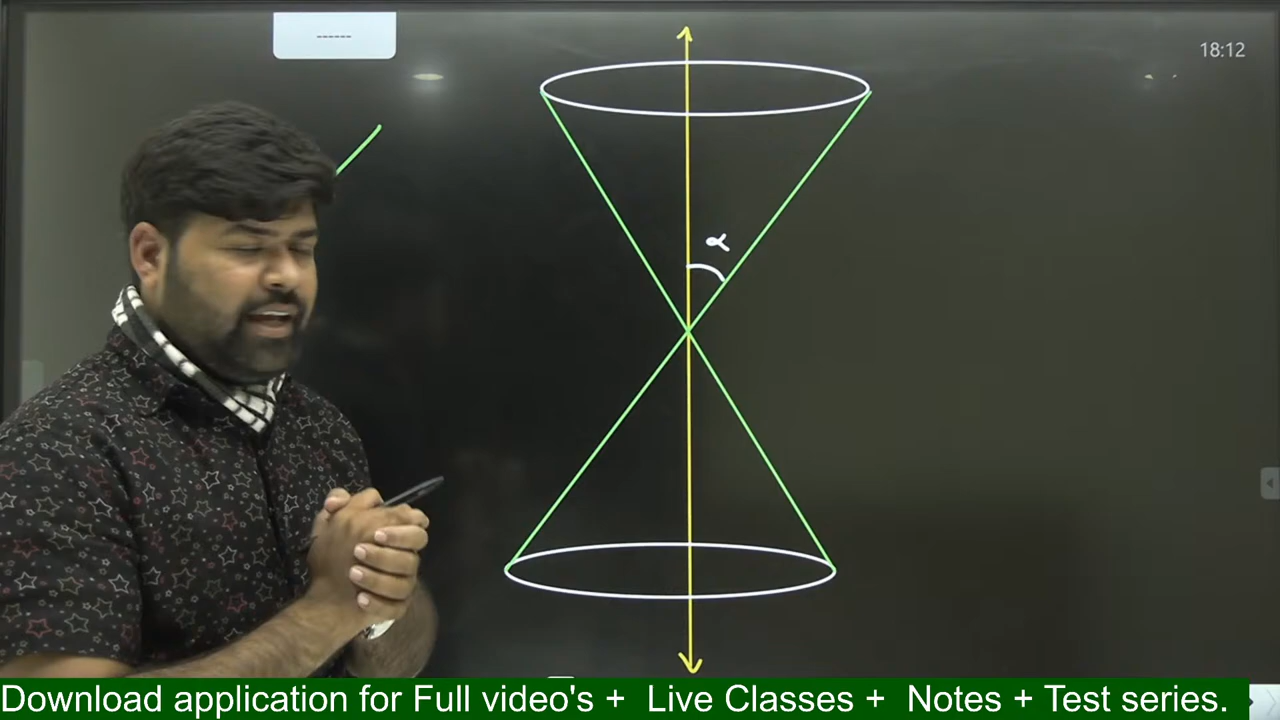 ------
18:12
α
Download application for Full video's + Live Classes + Notes + Test series.